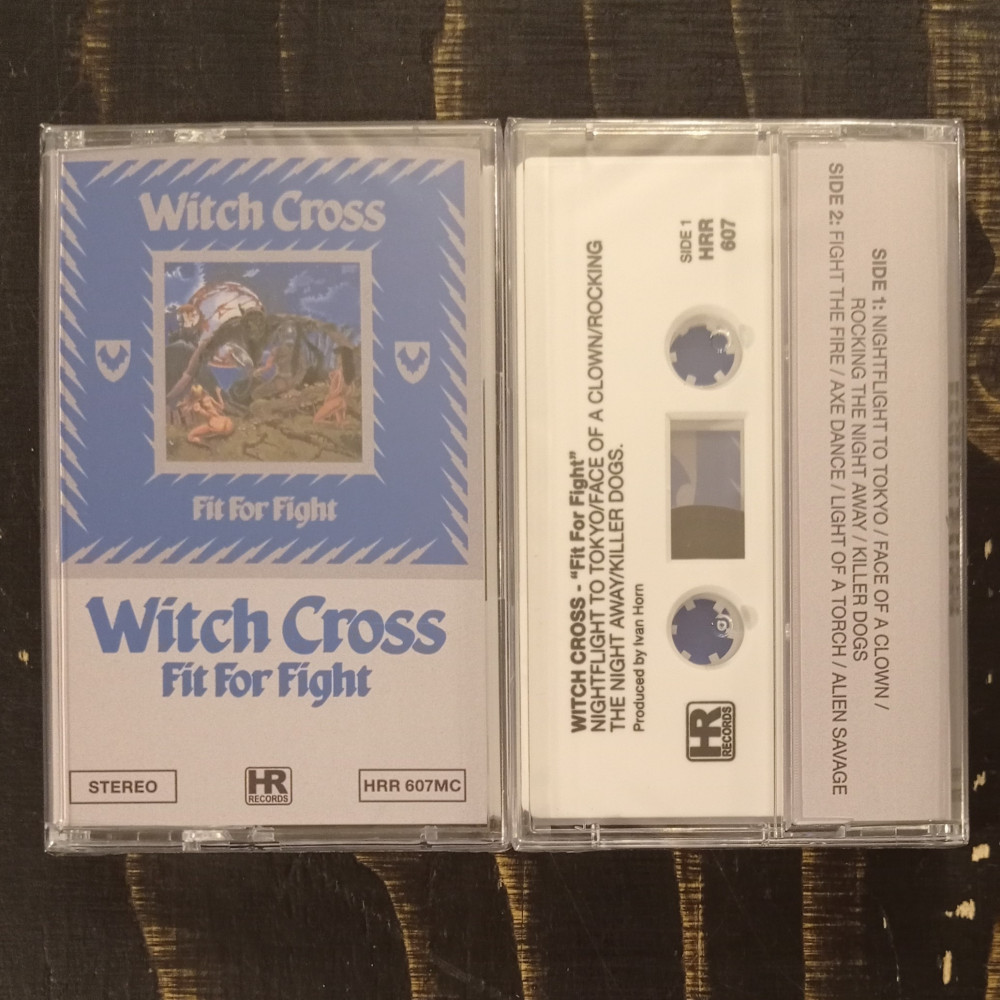 Witch Cross
Fit For Fight
Witch Cross
Fit For Fight
STEREO
HR
RECORDS
HRR 607MC
SIDE 1
HRR
607
WITCH CROSS - "Fit For Fight"
NIGHTFLIGHT TO TOKYO/FACE OF A CLOWN/ROCKING
THE NIGHT AWAY/KILLER DOGS.
Produced by Ivan Horn
HR
RECORDS
SIDE 1: NIGHTFLIGHT TO TOKYO / FACE OF A CLOWN /
ROCKING THE NIGHT AWAY / KILLER DOGS
SIDE 2: FIGHT THE FIRE / AXE DANCE / LIGHT OF A TORCH / ALIEN SAVAGE